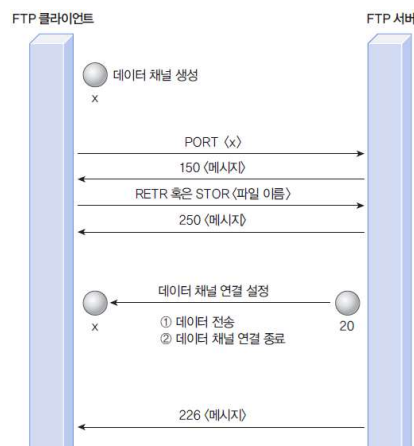 FTP 클라이언트
FTP 서버
데이터 채널 생성
x
PORT 〈x〉
150 〈메시지〉
RETR 혹은 STOR 〈파일 이름〉
250 〈메시지〉
데이터 채널 연결 설정
x
① 데이터 전송
20
② 데이터 채널 연결 종료
226 〈메시지〉